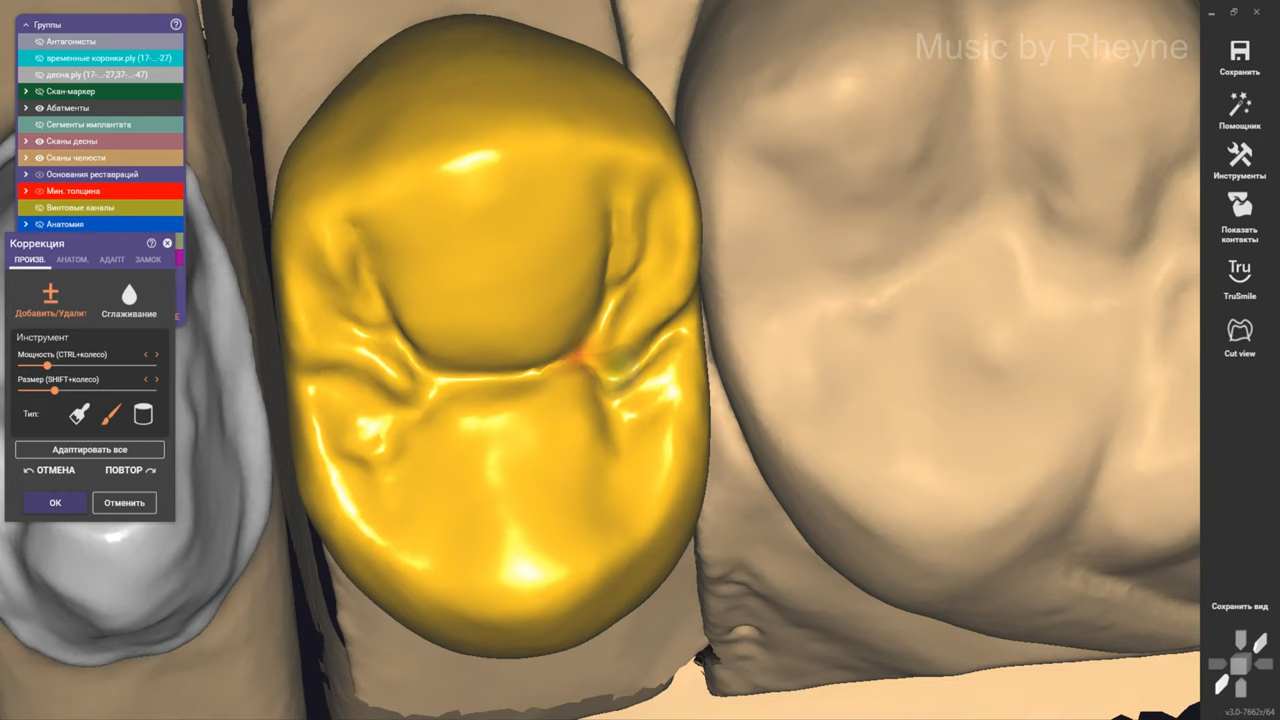 Группы
Антагонисты
временные коронки.ply (17-...-27)
десна.ply (17-...-27,37-...-47)
Скан-маркер
Абатменты
Сегменты имплантата
Сканы десны
Сканы челюсти
Основания реставраций
Мин. толщина
Винтовые каналы
Анатомия
Коррекция
ПРОИЗВ. АНАТОМ. АДАПТ ЗАМОК
Добавить/Удалит Сглаживание
Инструмент
Мощность (CTRL+колесо)
Размер (SHIFT+колесо)
Тип:
Адаптировать все
ОТМЕНА ПОВТОР
ОК Отменить
Music by Rheyne
Сохранить
Помощник
Инструменты
Показать
контакты
Tru
TruSmile
Cut view
Сохранить вид
v3.0-7662r/64